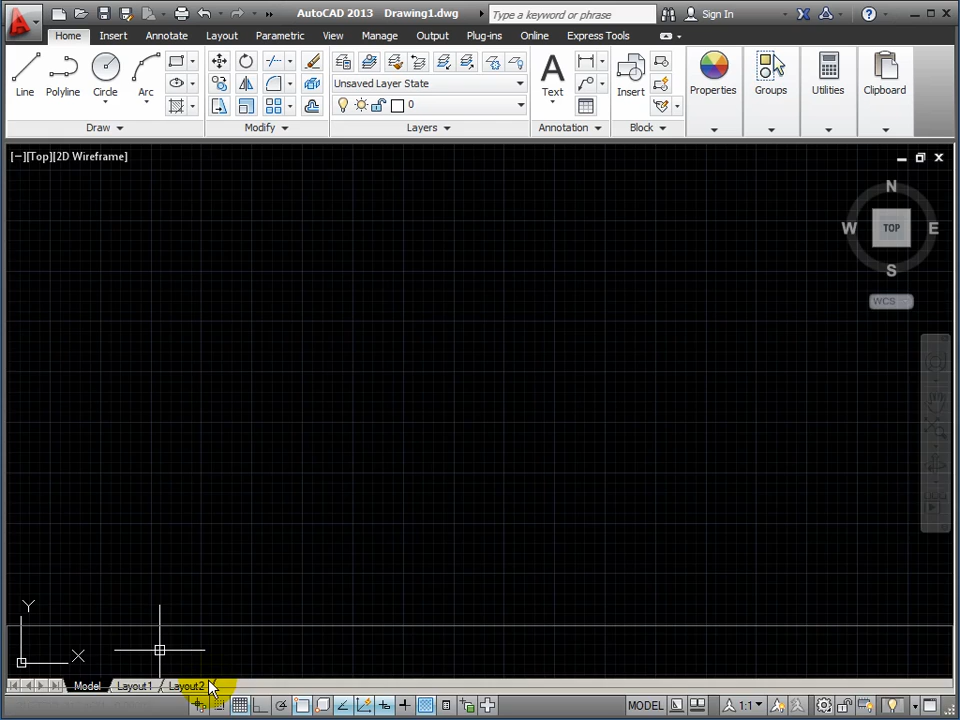 AutoCAD 2013 Drawing1.dwg
Type a keyword or phrase
Sign In
Home Insert Annotate Layout Parametric View Manage Output Plug-ins Online Express Tools
Line Polyline Circle Arc
Unsaved Layer State
0
Text
Insert
Properties Groups Utilities Clipboard
Draw Modify Layers Annotation Block
[−][Top][2D Wireframe]
N
W TOP E
S
WCS
Y
X
Model Layout1 Layout2
MODEL 1:1